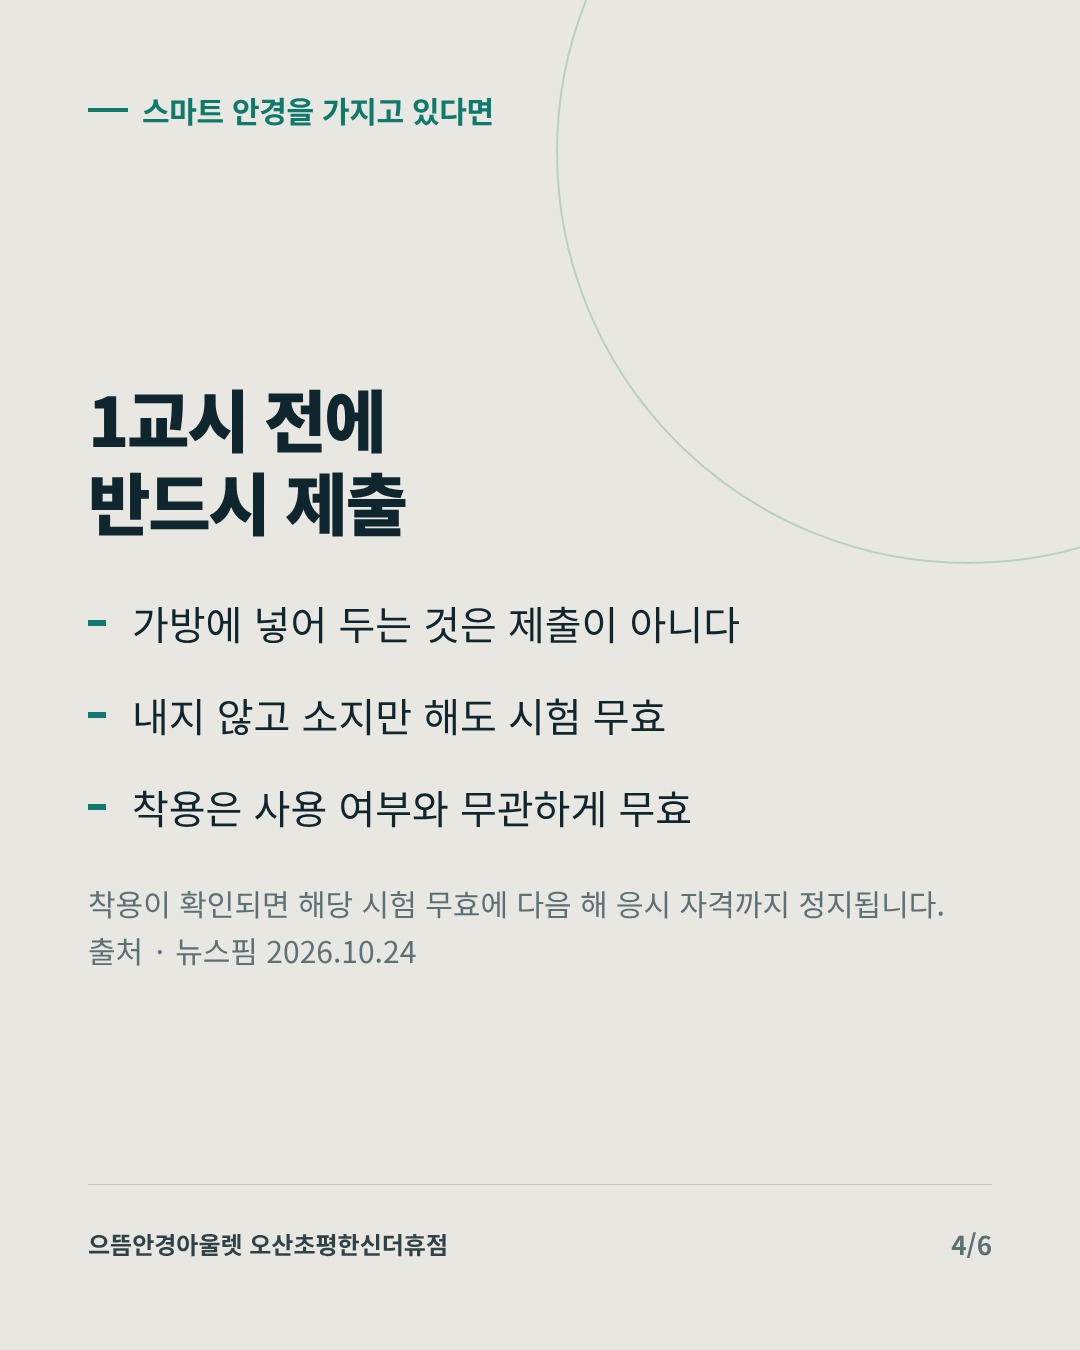 스마트 안경을 가지고 있다면
1교시 전에
반드시 제출
가방에 넣어 두는 것은 제출이 아니다
내지 않고 소지만 해도 시험 무효
착용은 사용 여부와 무관하게 무효
착용이 확인되면 해당 시험 무효에 다음 해 응시 자격까지 정지됩니다.
출처 · 뉴스핌 2026.10.24
으뜸안경아울렛 오산초평한신더휴점
4/6